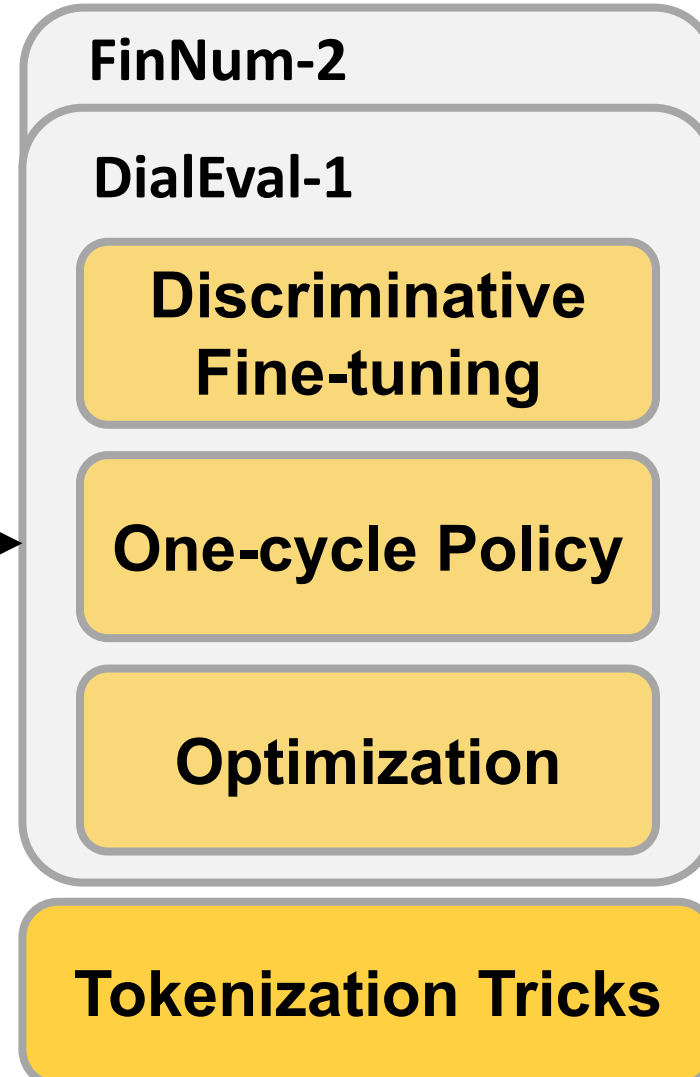 FinNum-2
DialEval-1
Discriminative
Fine-tuning
One-cycle Policy
Optimization
Tokenization Tricks